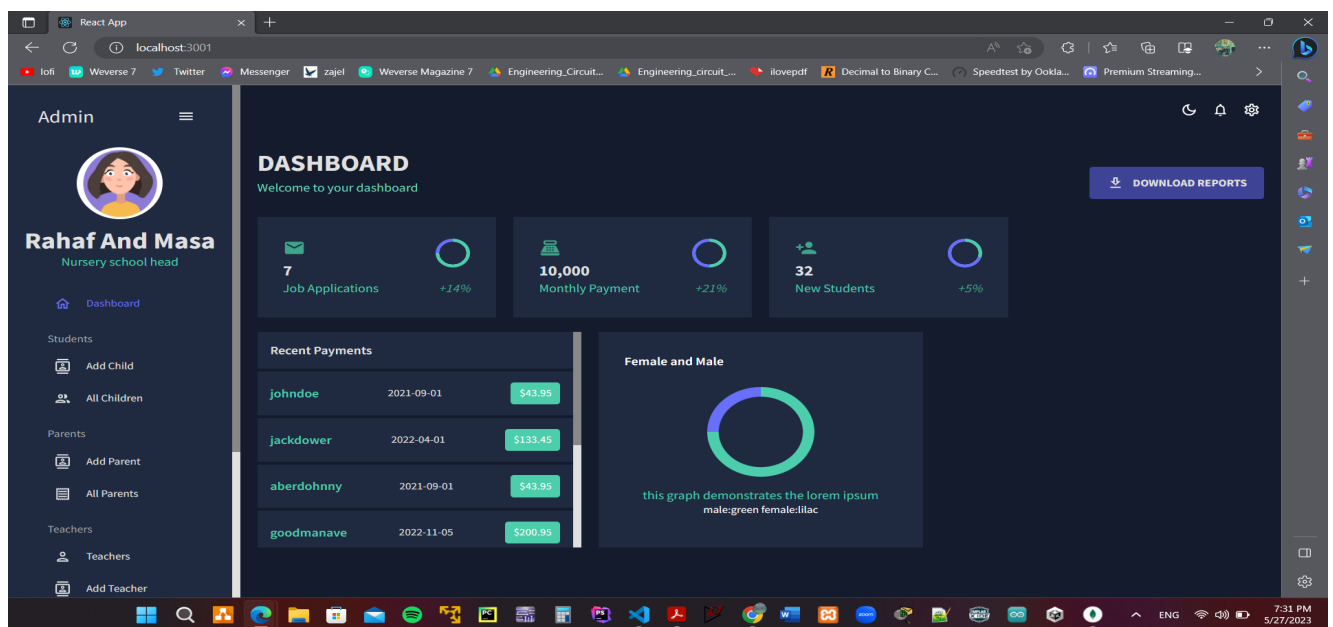 React App
localhost:3001
lofi Weverse 7 Twitter Messenger zajel Weverse Magazine 7 Engineering_Circuit... Engineering_circuit_... ilovepdf Decimal to Binary C... Speedtest by Ookla... Premium Streaming...
Admin
Rahaf And Masa
Nursery school head
Dashboard
Students
Add Child
All Children
Parents
Add Parent
All Parents
Teachers
Teachers
Add Teacher
DASHBOARD
Welcome to your dashboard
DOWNLOAD REPORTS
7
Job Applications +14%
10,000
Monthly Payment +21%
32
New Students +5%
Recent Payments
johndoe 2021-09-01 $43.95
jackdower 2022-04-01 $133.45
aberdohnny 2021-09-01 $43.95
goodmanave 2022-11-05 $200.95
Female and Male
this graph demonstrates the lorem ipsum
male:green female:lilac
ENG
7:31 PM
5/27/2023